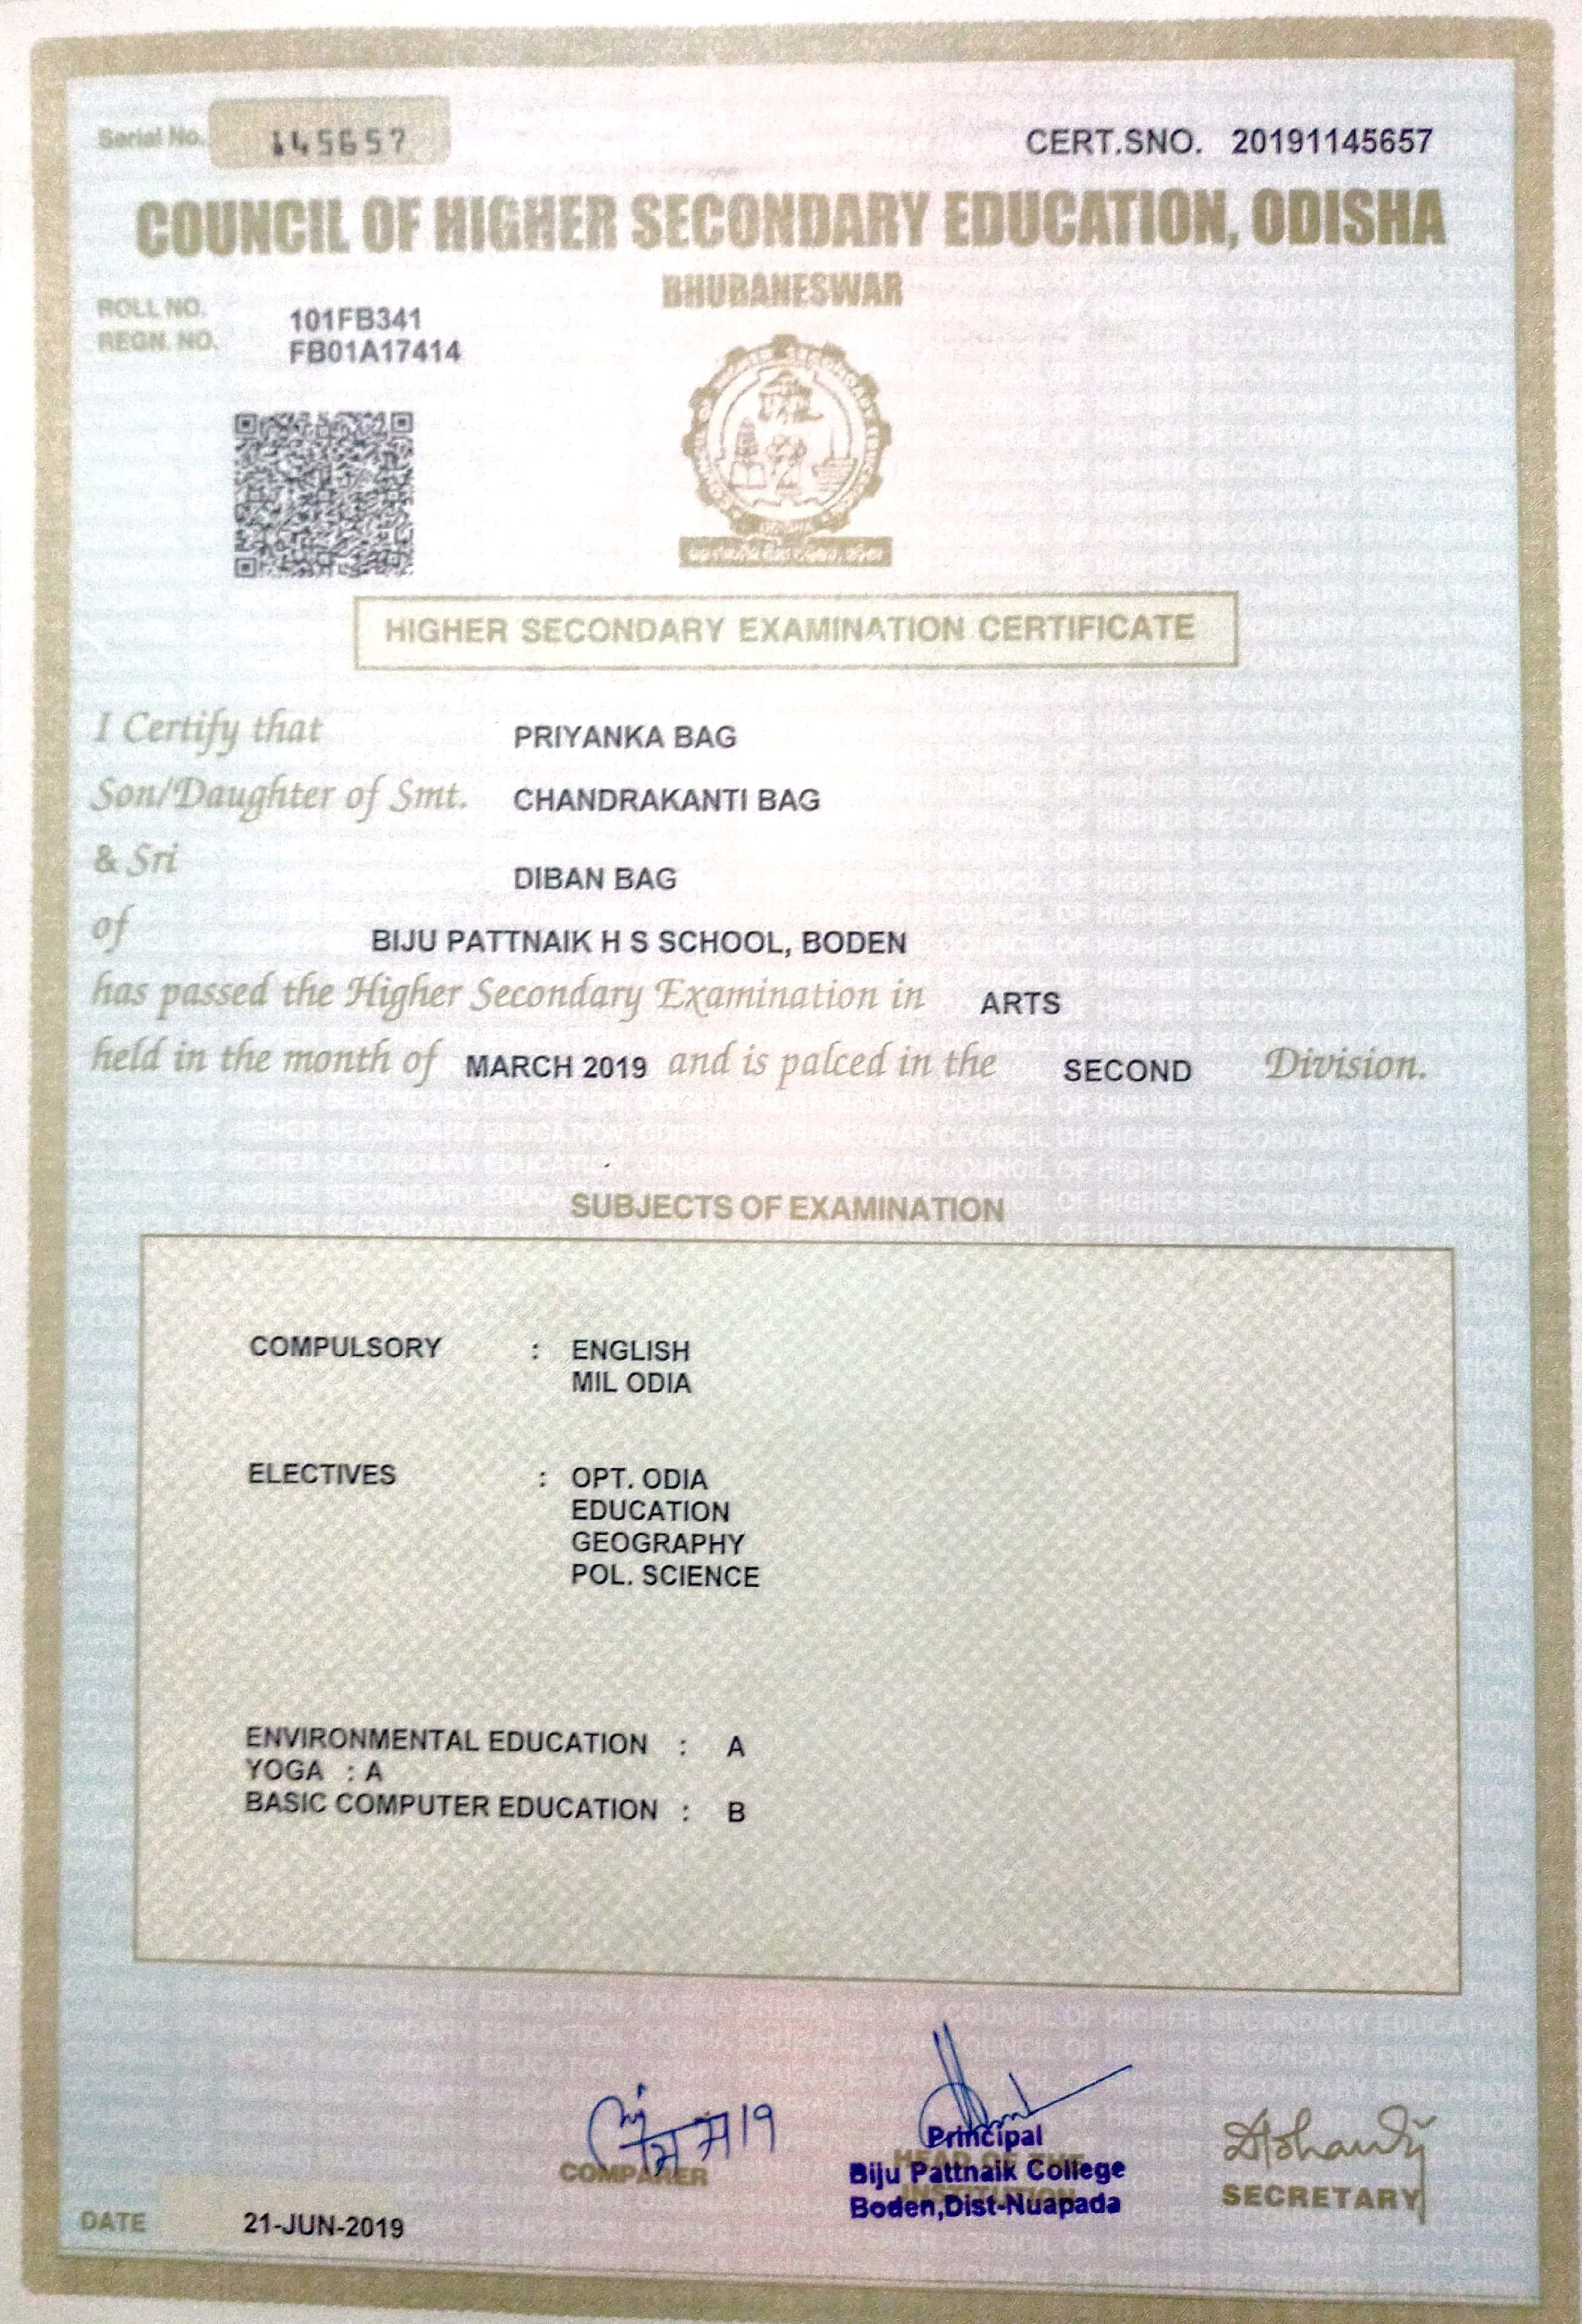 Serial No. 145657
CERT.SNO. 20191145657
COUNCIL OF HIGHER SECONDARY EDUCATION, ODISHA
BHUBANESWAR
ROLL NO. 101FB341
REGN. NO. FB01A17414
HIGHER SECONDARY EXAMINATION CERTIFICATE
I Certify that PRIYANKA BAG
Son/Daughter of Smt. CHANDRAKANTI BAG
& Sri DIBAN BAG
of BIJU PATTNAIK H S SCHOOL, BODEN
has passed the Higher Secondary Examination in ARTS
held in the month of MARCH 2019 and is palced in the SECOND Division.
SUBJECTS OF EXAMINATION
COMPULSORY : ENGLISH
MIL ODIA
ELECTIVES : OPT. ODIA
EDUCATION
GEOGRAPHY
POL. SCIENCE
ENVIRONMENTAL EDUCATION : A
YOGA : A
BASIC COMPUTER EDUCATION : B
COMPARER
Principal
HEAD OF THE
Biju Pattnaik College
INSTITUTION
Boden,Dist-Nuapada
SECRETARY
DATE 21-JUN-2019